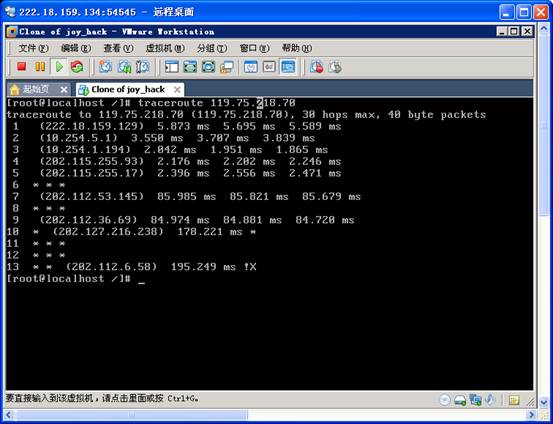 222.18.159.134:54545 - 远程桌面
Clone of joy_hack - VMware Workstation
文件(F) 编辑(E) 查看(V) 虚拟机(M) 分组(T) 窗口(W) 帮助(H)
起始页 Clone of joy_hack
[root@localhost /]# traceroute 119.75.218.70
traceroute to 119.75.218.70 (119.75.218.70), 30 hops max, 40 byte packets
1 (222.18.159.129) 5.873 ms 5.695 ms 5.589 ms
2 (10.254.5.1) 3.550 ms 3.707 ms 3.839 ms
3 (10.254.1.194) 2.042 ms 1.951 ms 1.865 ms
4 (202.115.255.93) 2.176 ms 2.202 ms 2.246 ms
5 (202.115.255.17) 2.396 ms 2.556 ms 2.471 ms
6 * * *
7 (202.112.53.145) 85.985 ms 85.821 ms 85.679 ms
8 * * *
9 (202.112.36.69) 84.974 ms 84.881 ms 84.720 ms
10 * (202.127.216.238) 178.221 ms *
11 * * *
12 * * *
13 * * (202.112.6.58) 195.249 ms !X
[root@localhost /]# _
要直接输入到该虚拟机,请点击里面或按 Ctrl+G。